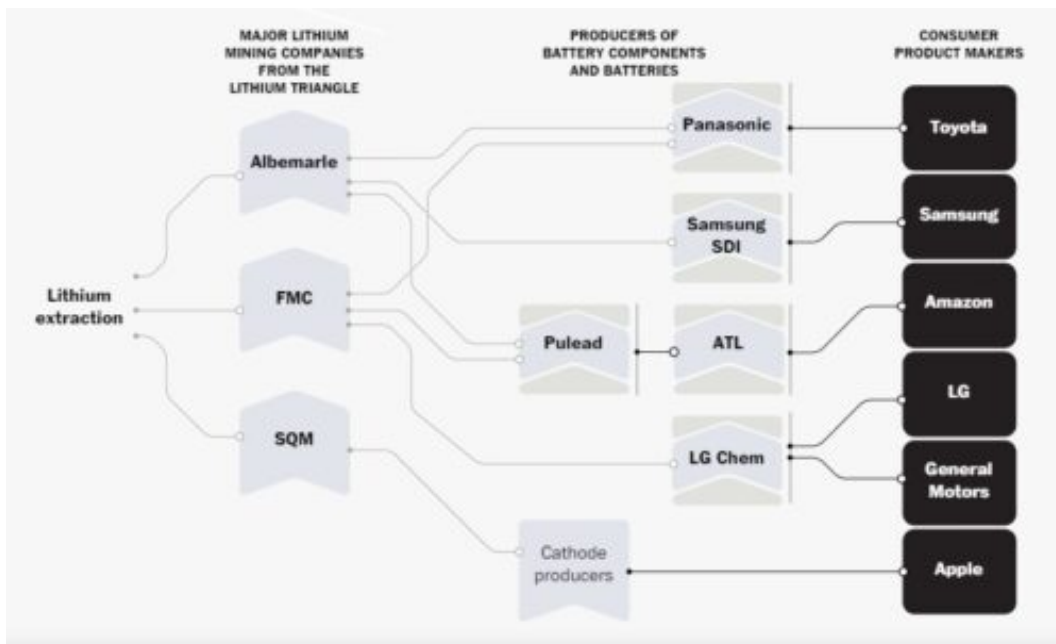 MAJOR LITHIUM
MINING COMPANIES
FROM THE
LITHIUM TRIANGLE
PRODUCERS OF
BATTERY COMPONENTS
AND BATTERIES
CONSUMER
PRODUCT MAKERS
Lithium
extraction
Albemarle
FMC
SQM
Pulead
Cathode
producers
Panasonic
Samsung
SDI
ATL
LG Chem
Toyota
Samsung
Amazon
LG
General
Motors
Apple